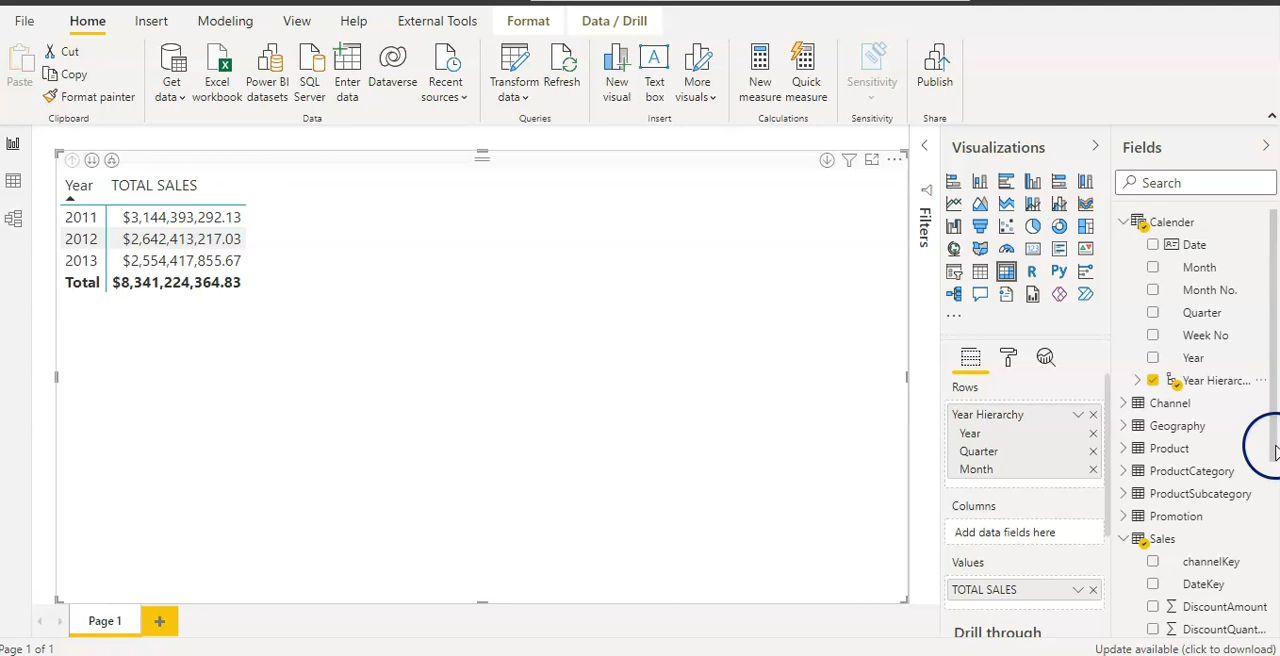 File Home Insert Modeling View Help External Tools Format Data / Drill
Paste
Cut
Copy
Format painter
Clipboard
Get data
Excel workbook
Power BI datasets
SQL Server
Enter data
Dataverse
Recent sources
Data
Transform data
Refresh
Queries
New visual
A
Text box
More visuals
Insert
New measure
Quick measure
Calculations
Sensitivity
Sensitivity
Publish
Share
Year TOTAL SALES
2011 $3,144,393,292.13
2012 $2,642,413,217.03
2013 $2,554,417,855.67
Total $8,341,224,364.83
Filters
Visualizations
123
R Py
...
Rows
Year Hierarchy
Year
Quarter
Month
Columns
Add data fields here
Values
TOTAL SALES
Drill through
Fields
Search
Calender
Date
Month
Month No.
Quarter
Week No
Year
Year Hierarc... ...
Channel
Geography
Product
ProductCategory
ProductSubcategory
Promotion
Sales
channelKey
DateKey
Σ DiscountAmount
Σ DiscountQuant...
Page 1
+
Page 1 of 1
Update available (click to download)